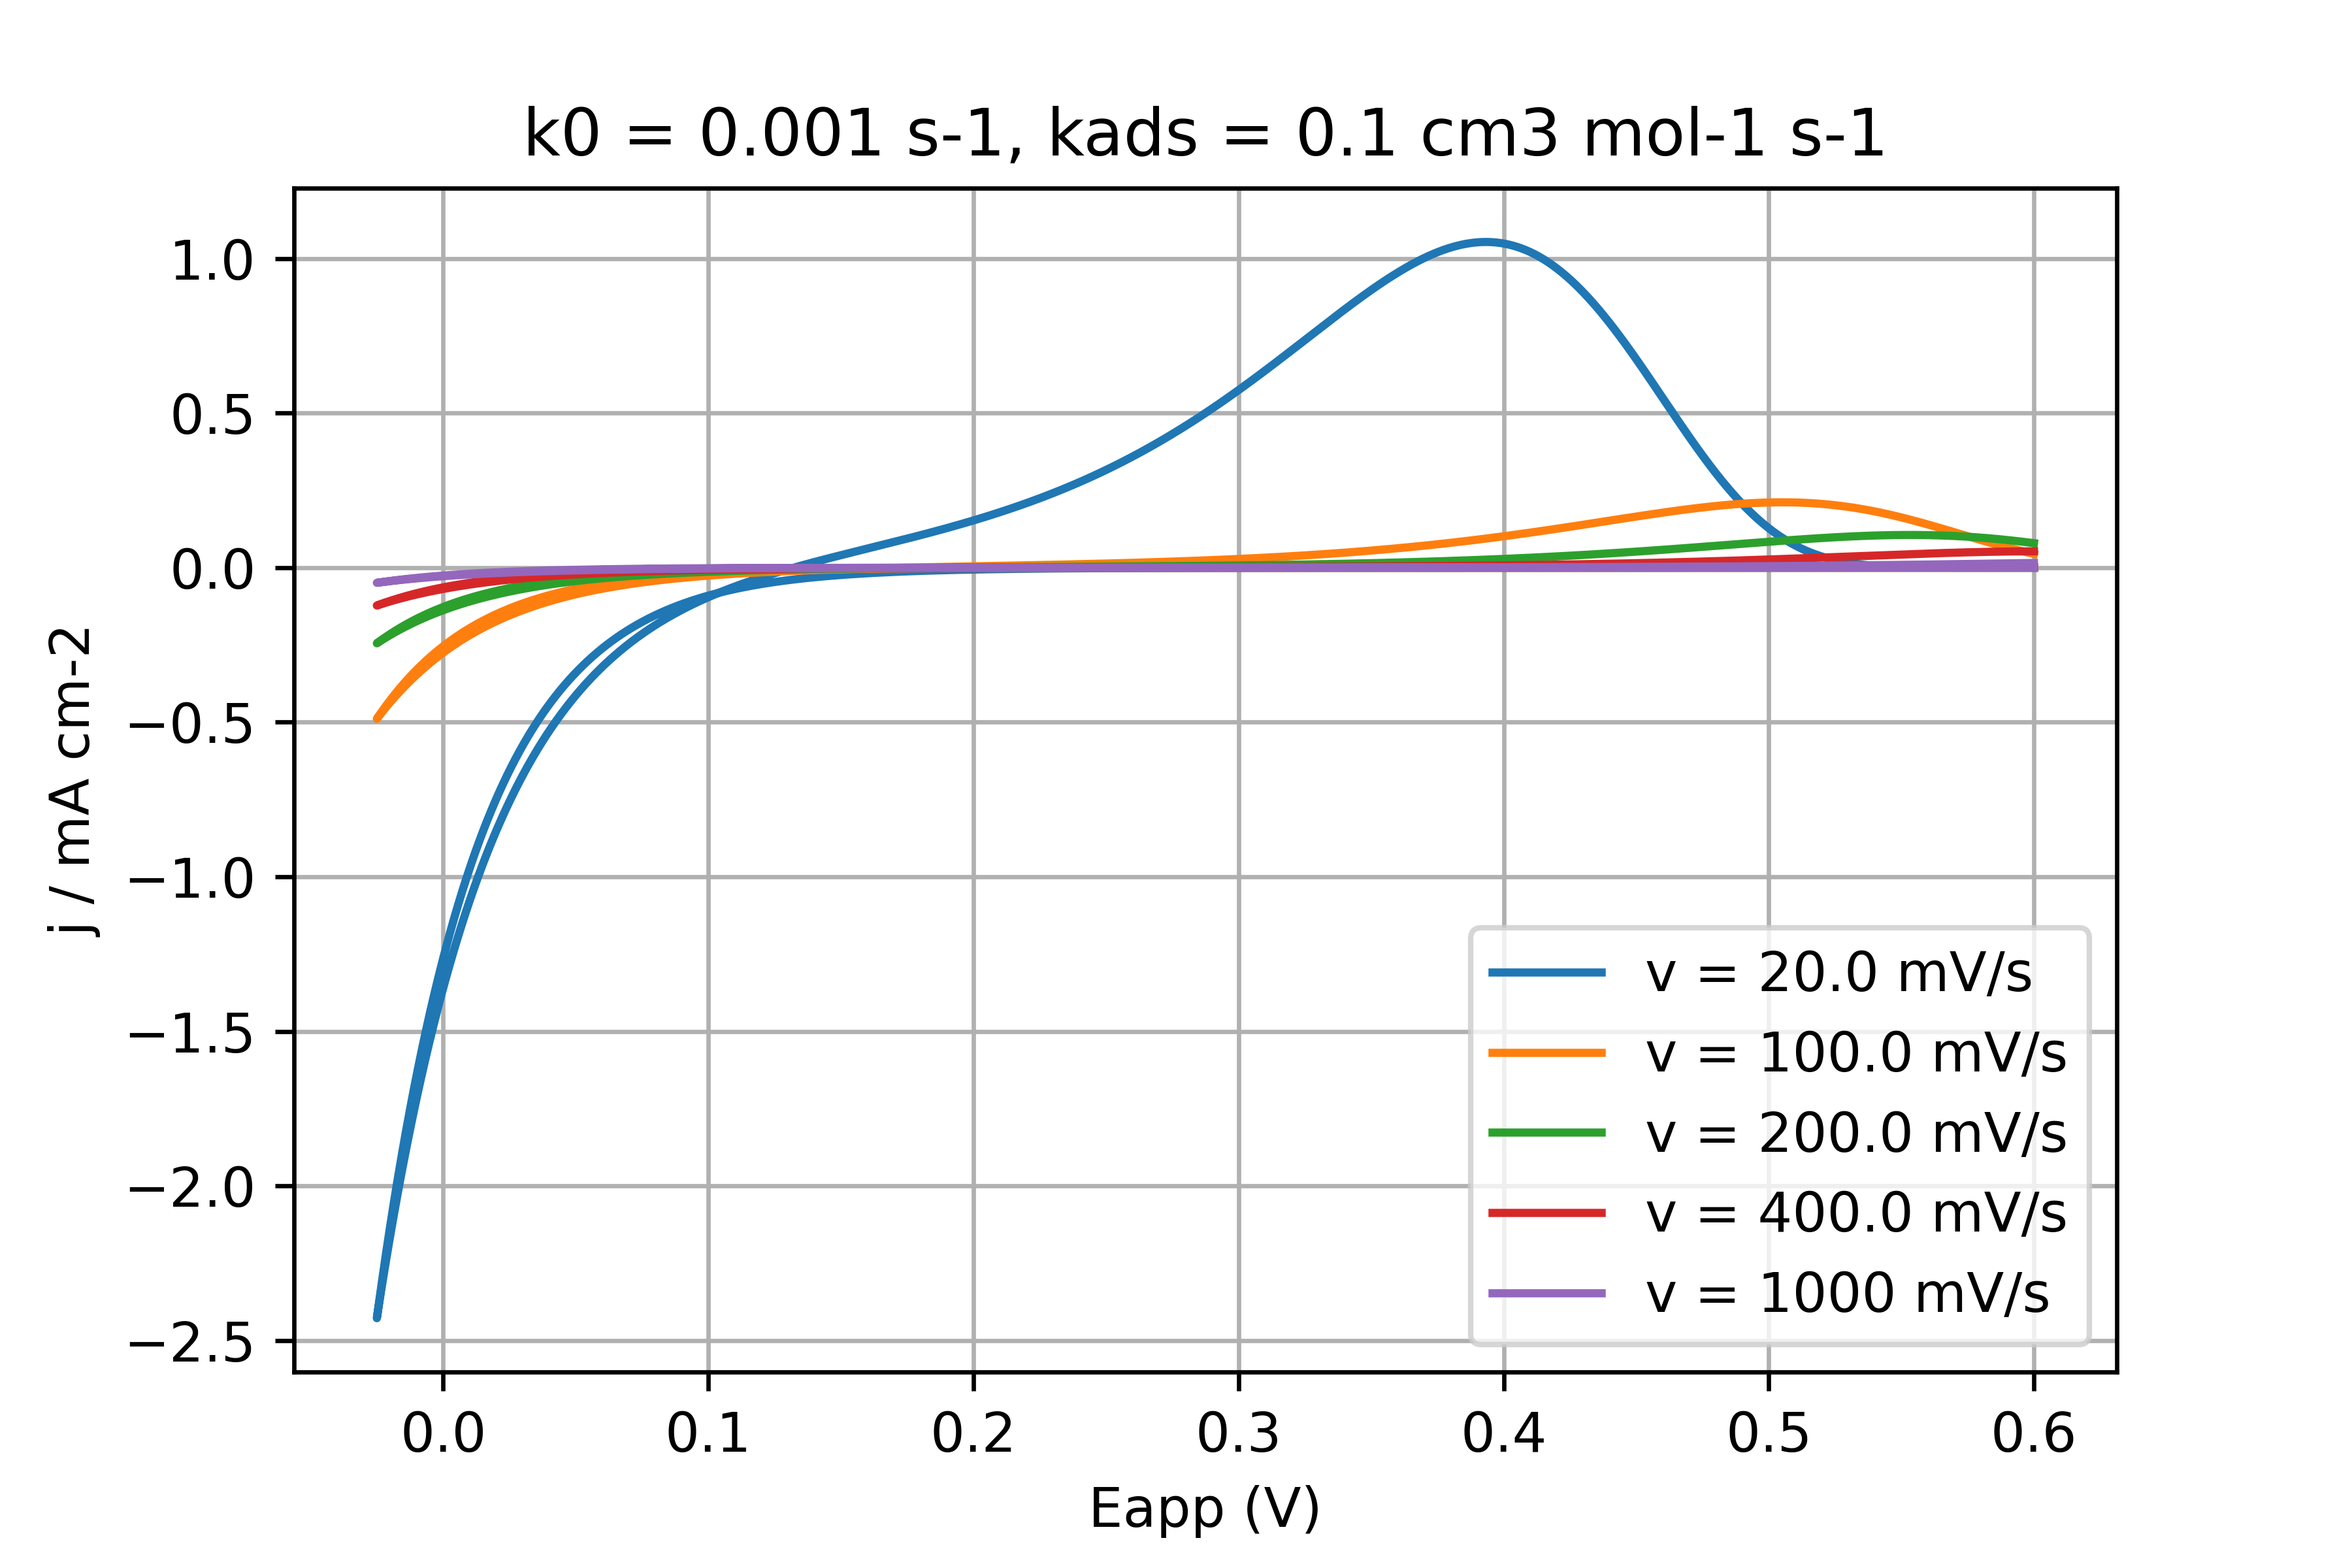 k0 = 0.001 s-1, kads = 0.1 cm3 mol-1 s-1
j / mA cm-2
1.0
0.5
0.0
−0.5
−1.0
−1.5
−2.0
−2.5
v = 20.0 mV/s
v = 100.0 mV/s
v = 200.0 mV/s
v = 400.0 mV/s
v = 1000 mV/s
0.0 0.1 0.2 0.3 0.4 0.5 0.6
Eapp (V)